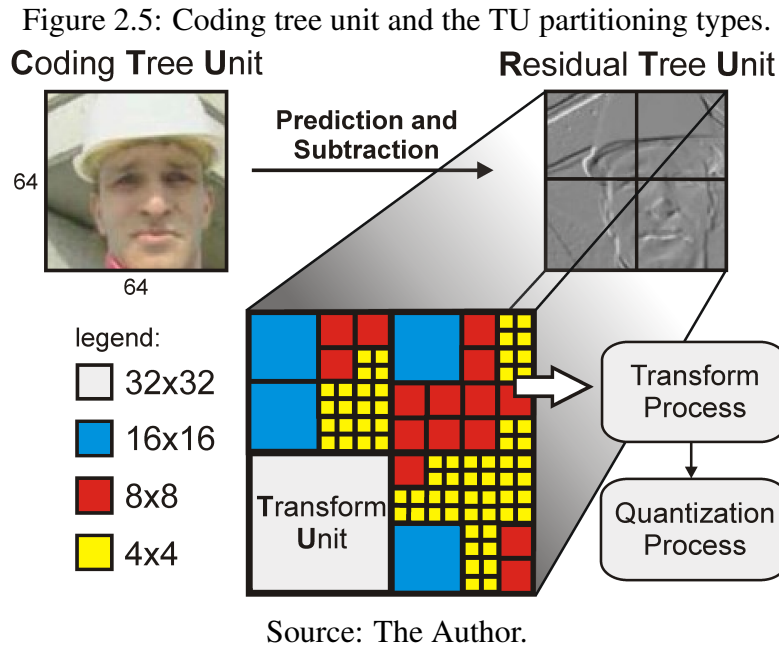 Figure 2.5: Coding tree unit and the TU partitioning types.
Coding Tree Unit
Residual Tree Unit
Prediction and
Subtraction
64
64
legend:
32x32
16x16
8x8
4x4
Transform
Unit
Transform
Process
Quantization
Process
Source: The Author.